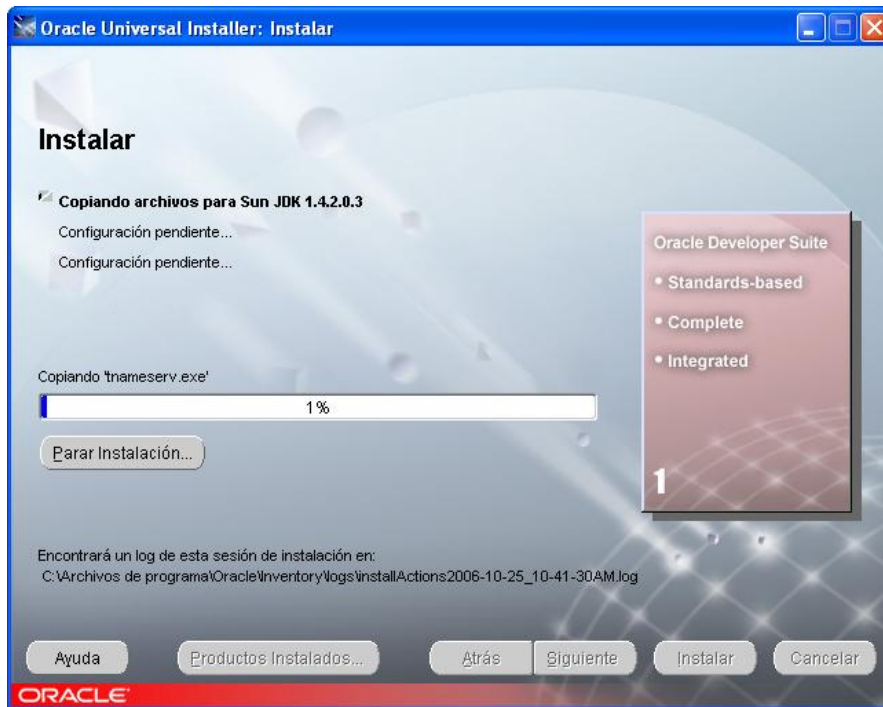 Oracle Universal Installer: Instalar
Instalar
Copiando archivos para Sun JDK 1.4.2.0.3
Configuración pendiente...
Configuración pendiente...
Oracle Developer Suite
• Standards-based
• Complete
• Integrated
1
Copiando 'tnameserv.exe'
1%
Parar Instalación...
Encontrará un log de esta sesión de instalación en:
C:\Archivos de programa\Oracle\Inventory\logs\installActions2006-10-25_10-41-30AM.log
Ayuda
Productos Instalados...
Atrás
Siguiente
Instalar
Cancelar
ORACLE